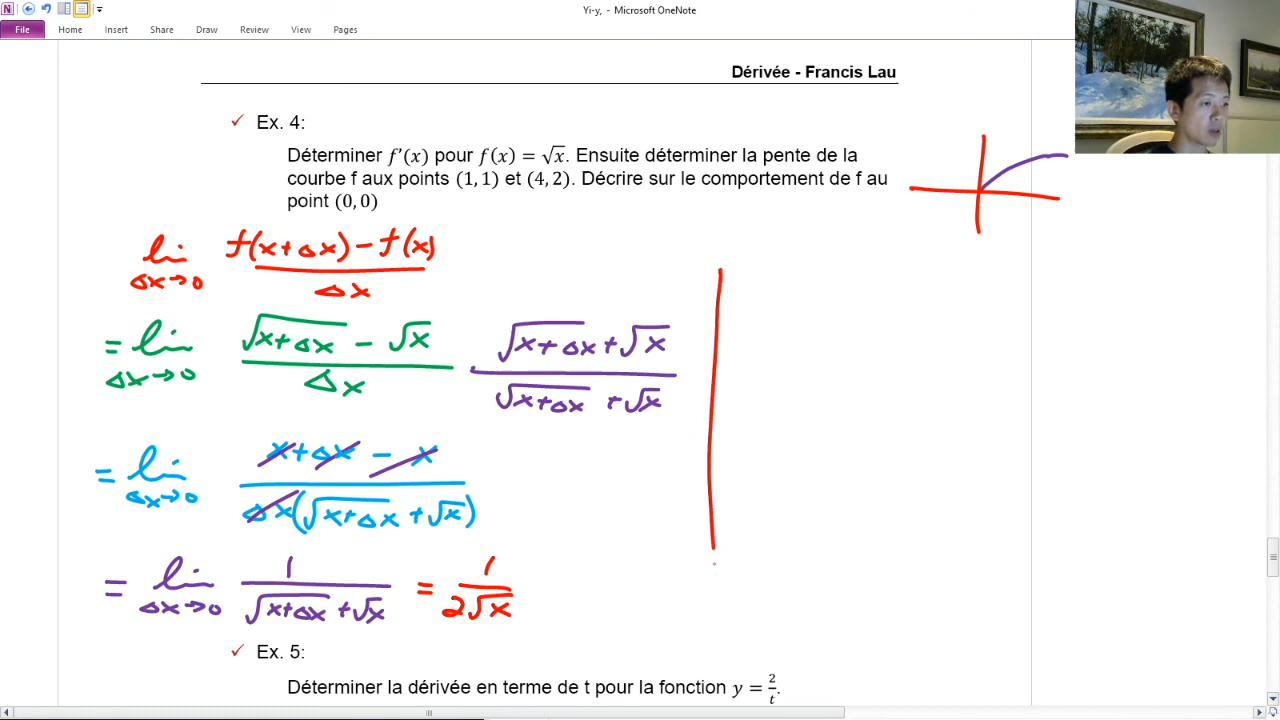 Yi-y, - Microsoft OneNote
File Home Insert Share Draw Review View Pages
Dérivée - Francis Lau
✓ Ex. 4:
Déterminer f'(x) pour f(x) = √x. Ensuite déterminer la pente de la
courbe f aux points (1, 1) et (4, 2). Décrire sur le comportement de f au
point (0, 0)
lim Δx→0 (f(x+Δx) − f(x)) / Δx
= lim Δx→0 (√(x+Δx) − √x) / Δx · (√(x+Δx) + √x) / (√(x+Δx) + √x)
= lim Δx→0 (x + Δx − x) / (Δx(√(x+Δx) + √x))
= lim Δx→0 1 / (√(x+Δx) + √x) = 1 / (2√x)
✓ Ex. 5:
Déterminer la dérivée en terme de t pour la fonction y = 2/t.